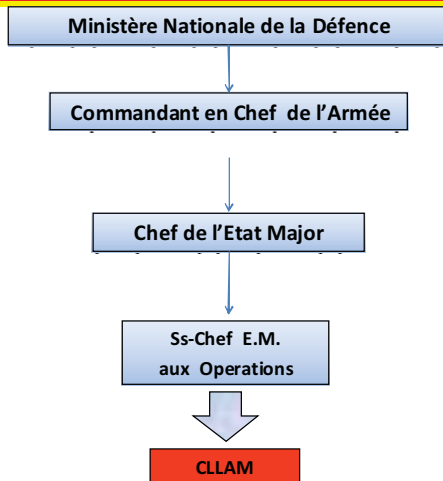 Ministère Nationale de la Défence
Commandant en Chef de l'Armée
Chef de l'Etat Major
Ss-Chef E.M.
aux Operations
CLLAM